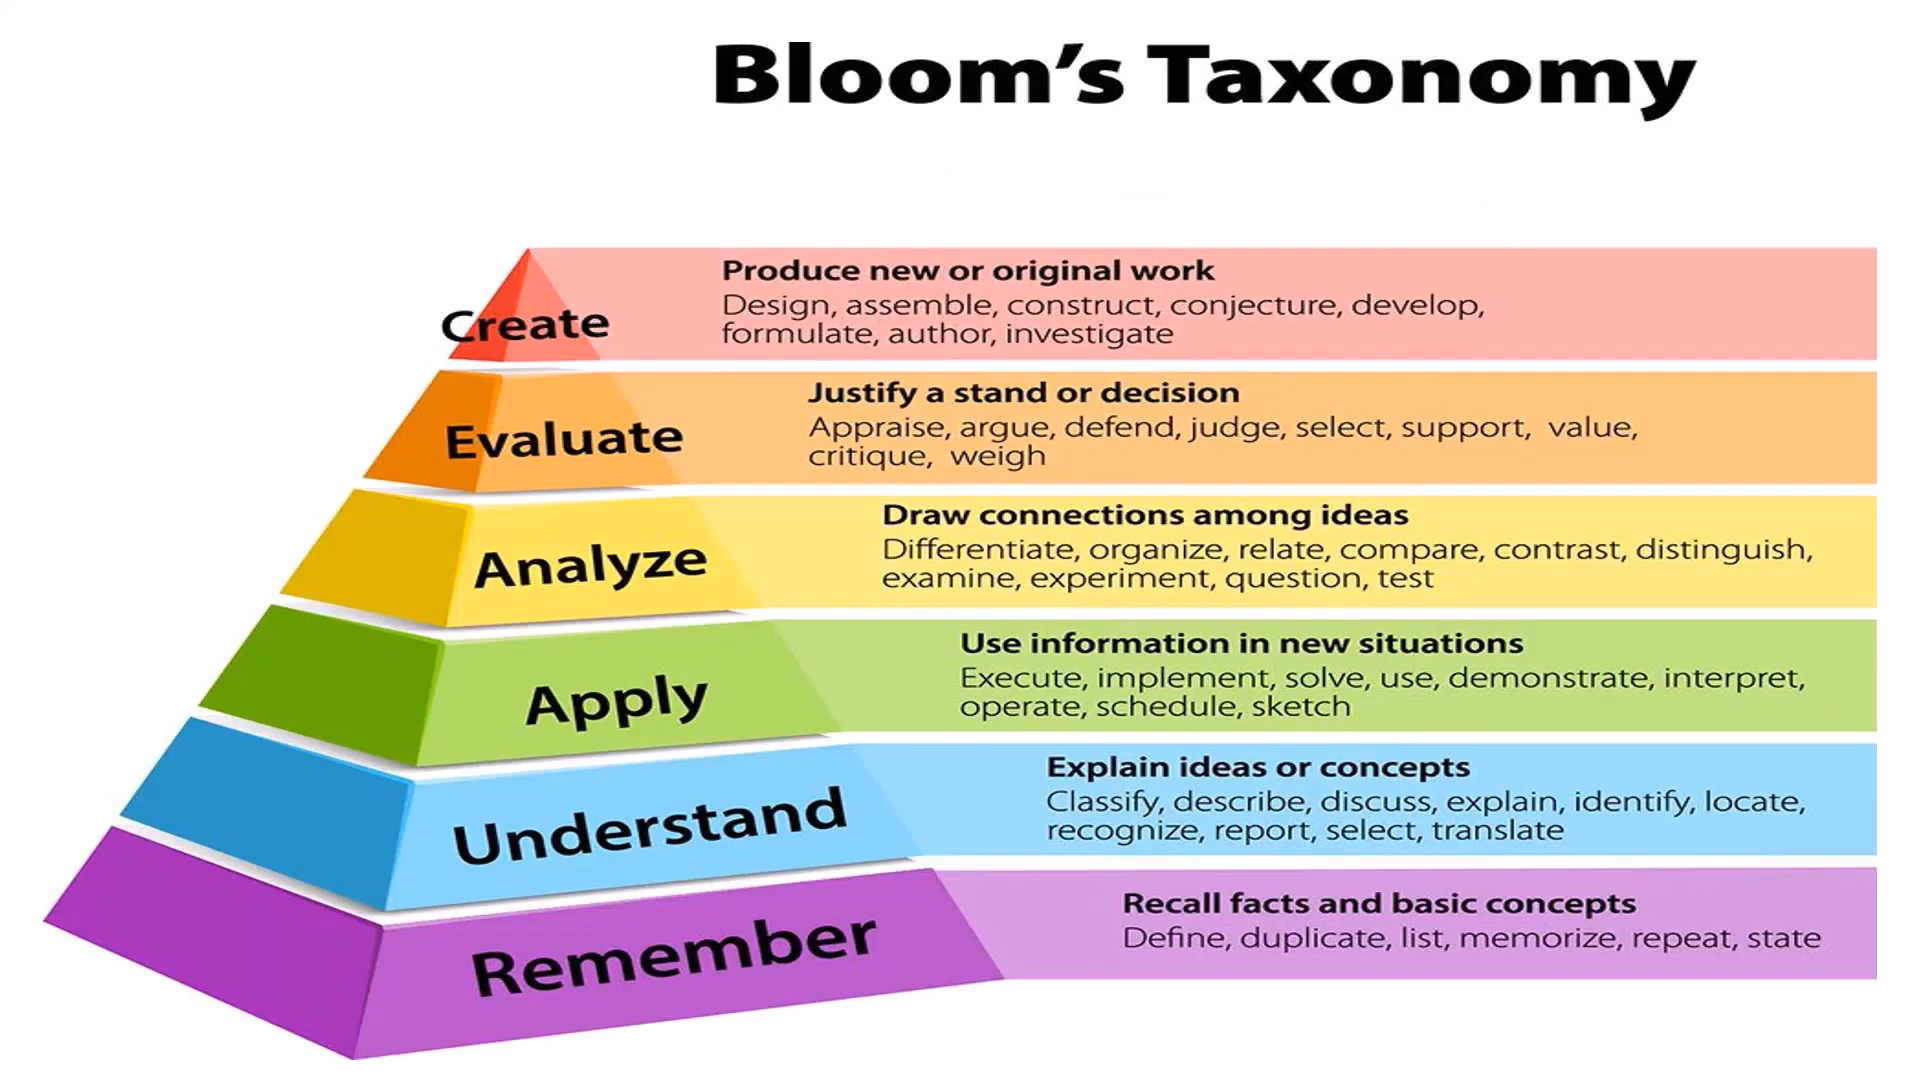 Bloom’s Taxonomy
Create
Produce new or original work
Design, assemble, construct, conjecture, develop,
formulate, author, investigate
Evaluate
Justify a stand or decision
Appraise, argue, defend, judge, select, support, value,
critique, weigh
Analyze
Draw connections among ideas
Differentiate, organize, relate, compare, contrast, distinguish,
examine, experiment, question, test
Apply
Use information in new situations
Execute, implement, solve, use, demonstrate, interpret,
operate, schedule, sketch
Understand
Explain ideas or concepts
Classify, describe, discuss, explain, identify, locate,
recognize, report, select, translate
Remember
Recall facts and basic concepts
Define, duplicate, list, memorize, repeat, state